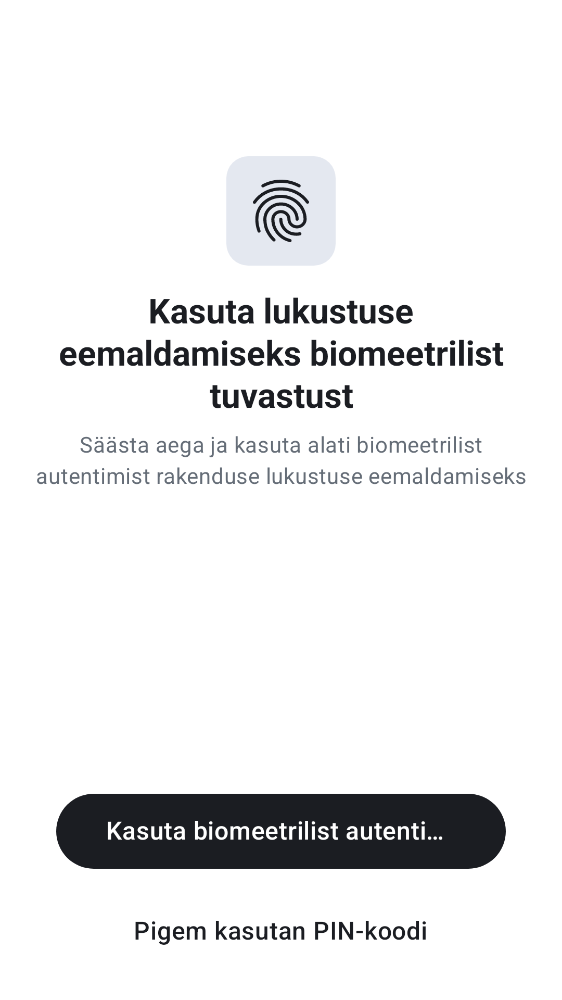 Kasuta lukustuse
eemaldamiseks biomeetrilist
tuvastust
Säästa aega ja kasuta alati biomeetrilist
autentimist rakenduse lukustuse eemaldamiseks
Kasuta biomeetrilist autenti...
Pigem kasutan PIN-koodi